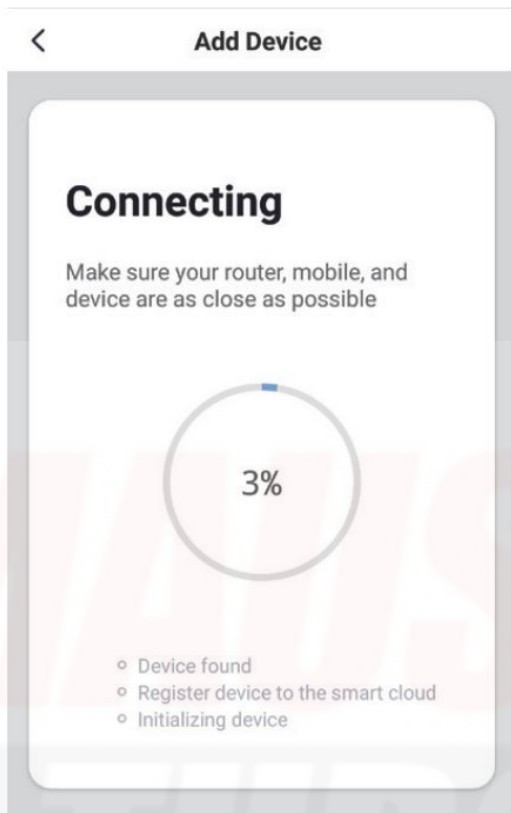 Add Device
Connecting
Make sure your router, mobile, and
device are as close as possible
3%
Device found
Register device to the smart cloud
Initializing device